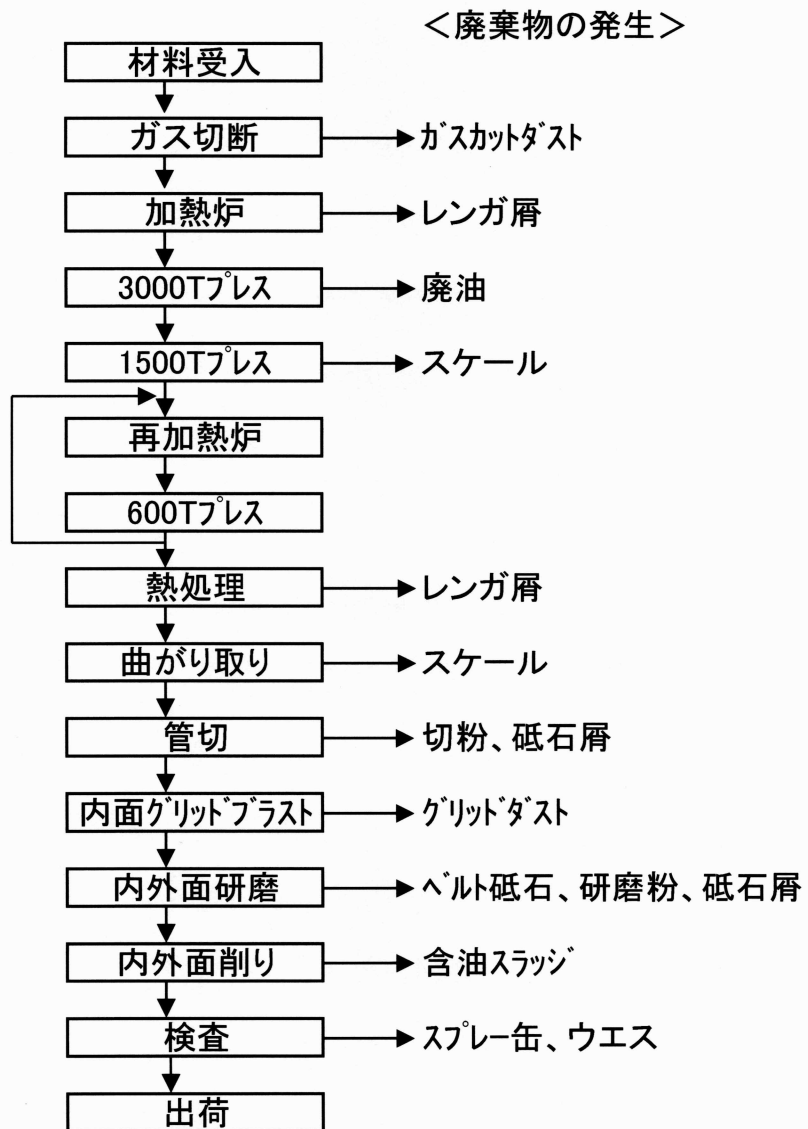 ＜廃棄物の発生＞
材料受入
ガス切断 ガスカットダスト
加熱炉 レンガ屑
3000Tプレス 廃油
1500Tプレス スケール
再加熱炉
600Tプレス
熱処理 レンガ屑
曲がり取り スケール
管切 切粉、砥石屑
内面グリッドブラスト グリッドダスト
内外面研磨 ベルト砥石、研磨粉、砥石屑
内外面削り 含油スラッジ
検査 スプレー缶、ウエス
出荷